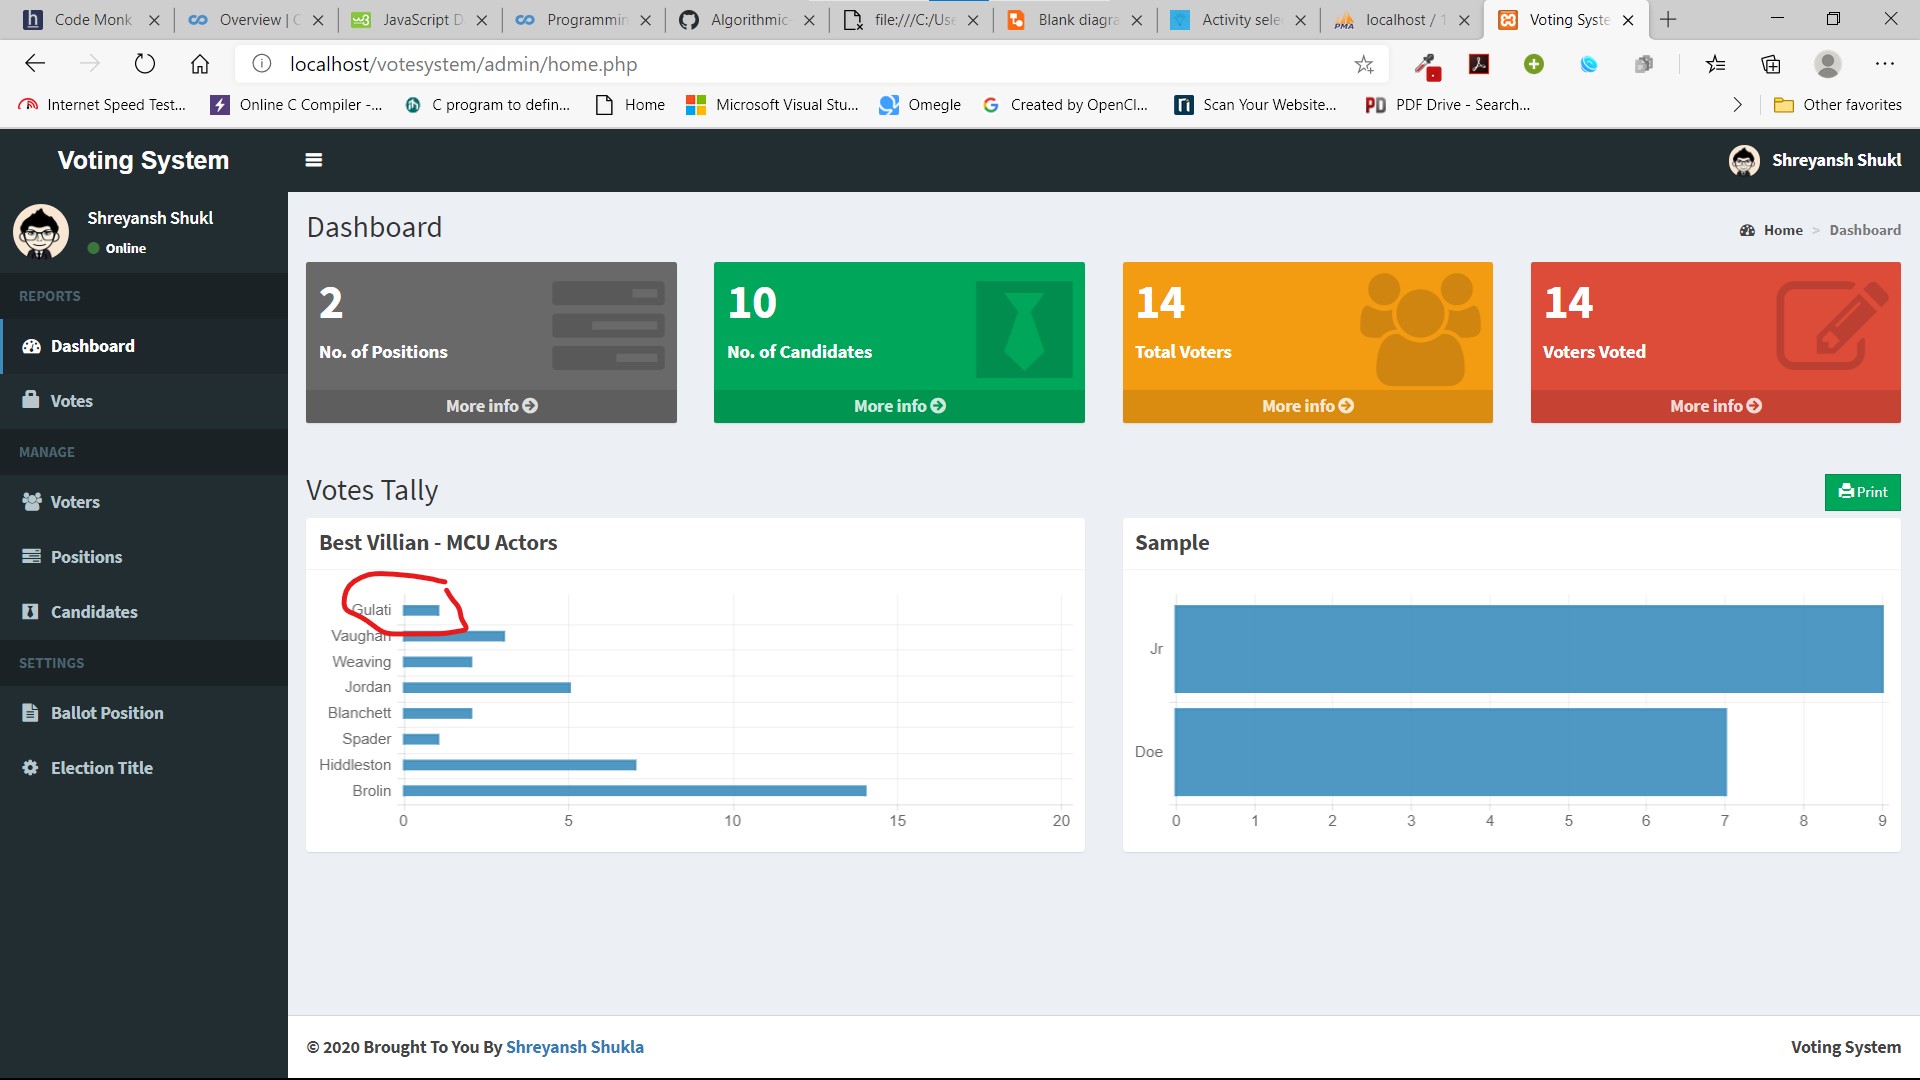 Code Monk
Overview | C
JavaScript D
Programmin
Algorithmic-
file:///C:/Use
Blank diagra
Activity selec
localhost / 1
Voting Syste
localhost/votesystem/admin/home.php
Internet Speed Test...
Online C Compiler -...
C program to defin...
Home
Microsoft Visual Stu...
Omegle
Created by OpenCl...
Scan Your Website...
PDF Drive - Search...
Other favorites
Voting System
Shreyansh Shukl
Shreyansh Shukl
Online
REPORTS
Dashboard
Votes
MANAGE
Voters
Positions
Candidates
SETTINGS
Ballot Position
Election Title
Dashboard
Home > Dashboard
2
No. of Positions
More info
10
No. of Candidates
More info
14
Total Voters
More info
14
Voters Voted
More info
Votes Tally
Print
Best Villian - MCU Actors
Gulati
Vaughan
Weaving
Jordan
Blanchett
Spader
Hiddleston
Brolin
0 5 10 15 20
Sample
Jr
Doe
0 1 2 3 4 5 6 7 8 9
© 2020 Brought To You By Shreyansh Shukla
Voting System